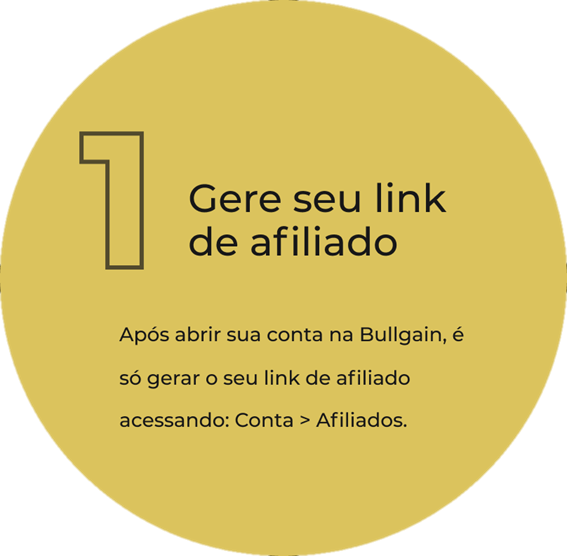 1
Gere seu link
de afiliado
Após abrir sua conta na Bullgain, é
só gerar o seu link de afiliado
acessando: Conta > Afiliados.